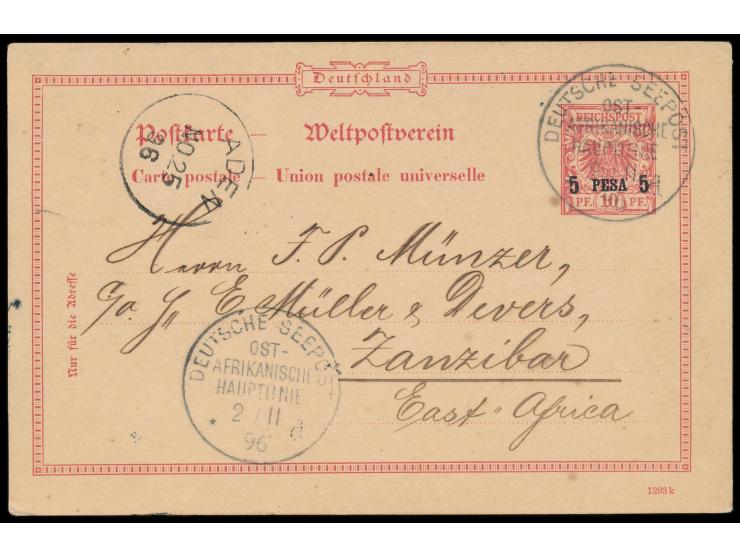 Deutschland
Postkarte — Weltpostverein
Carte postale — Union postale universelle
Nur für die Adresse
REICHSPOST
5 PESA 5
PF. 10 PF.
DEUTSCHE SEEPOST
OST-
AFRIKANISCHE
HAUPTLINIE
ADEN
NO.25
96
Herrn F. P. Münzer,
E. Müller & Devers,
Zanzibar
East-Africa
DEUTSCHE SEEPOST
OST-
AFRIKANISCHE
HAUPTLINIE
2/11
96
1293k